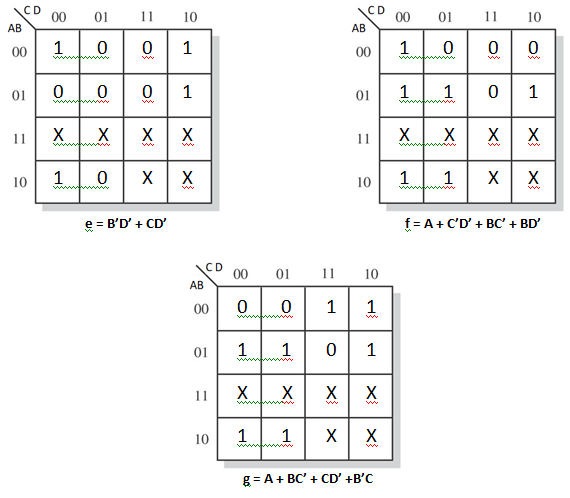 CD 00 01 11 10
AB
00 1 0 0 1
01 0 0 0 1
11 X X X X
10 1 0 X X
e = B'D' + CD'
CD 00 01 11 10
AB
00 1 0 0 0
01 1 1 0 1
11 X X X X
10 1 1 X X
f = A + C'D' + BC' + BD'
CD 00 01 11 10
AB
00 0 0 1 1
01 1 1 0 1
11 X X X X
10 1 1 X X
g = A + BC' + CD' +B'C